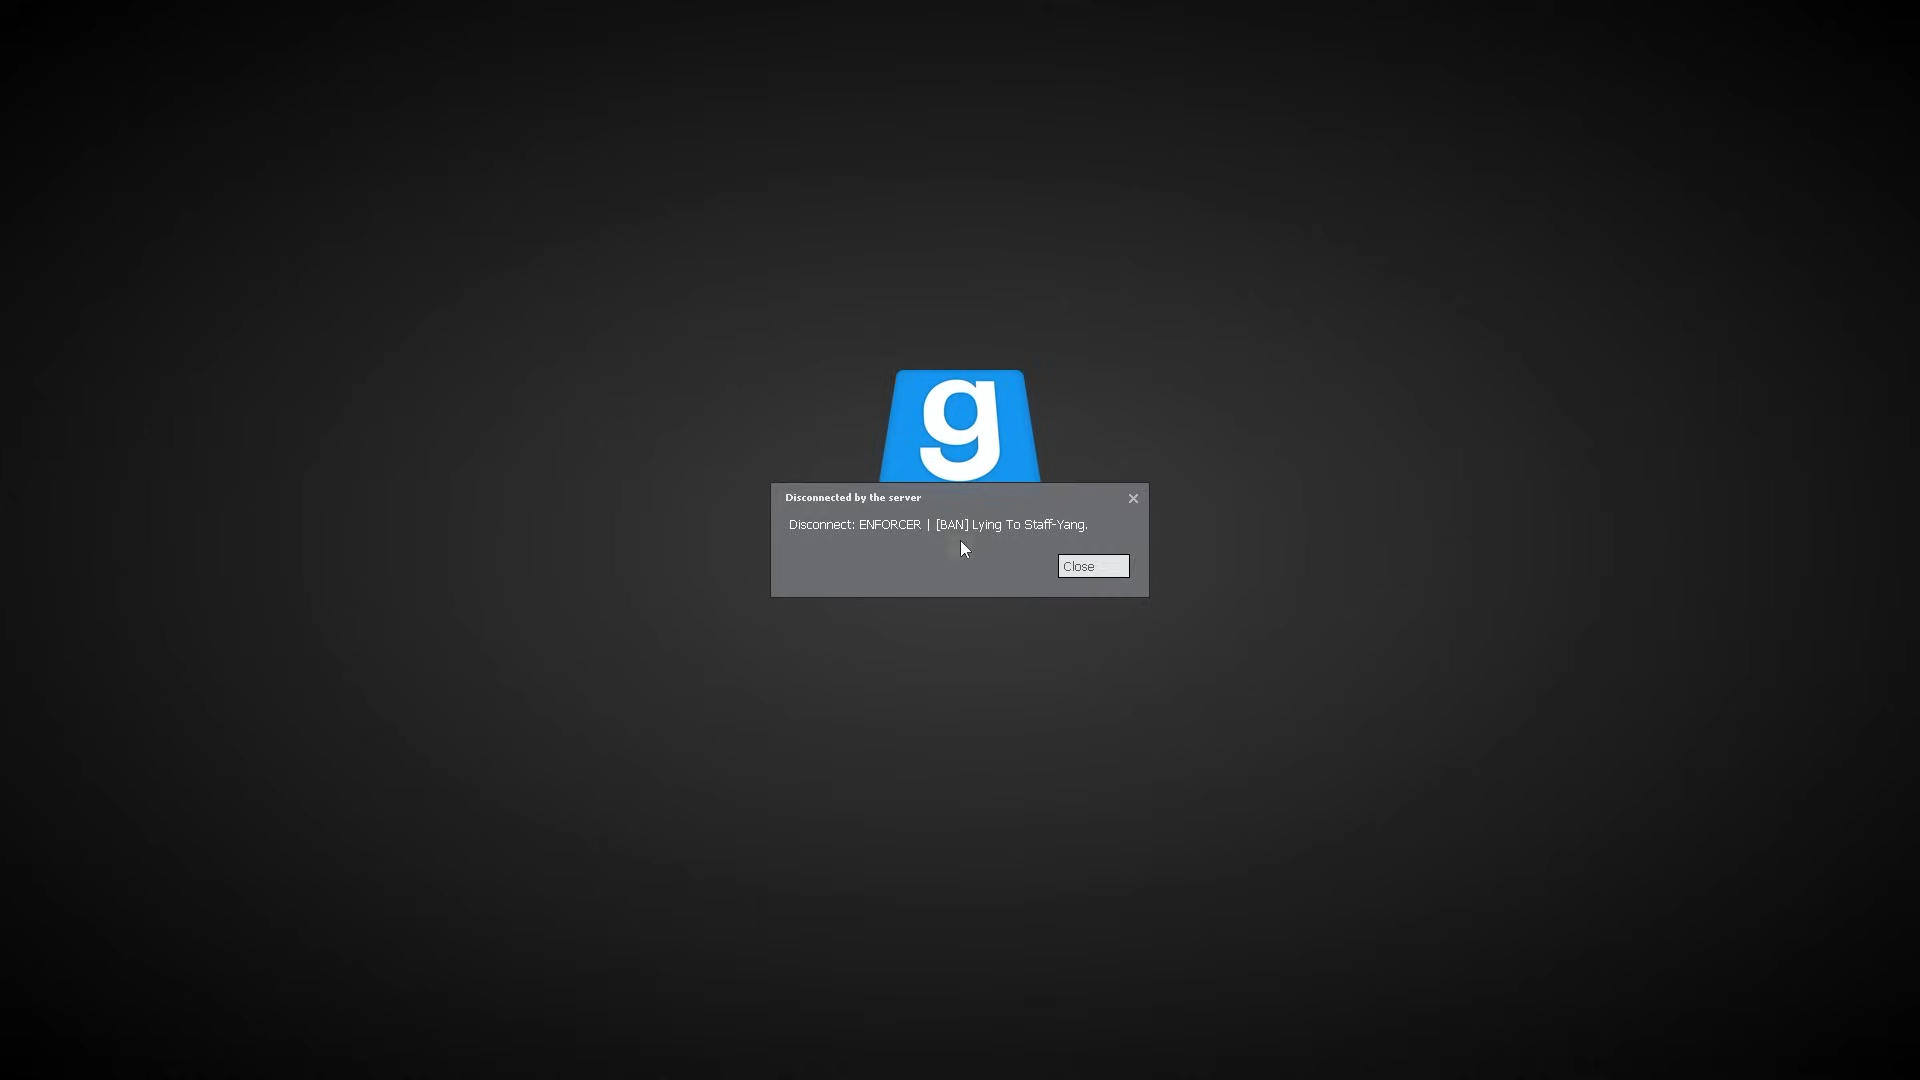 g
Disconnected by the server
Disconnect: ENFORCER | [BAN] Lying To Staff-Yang.
Close